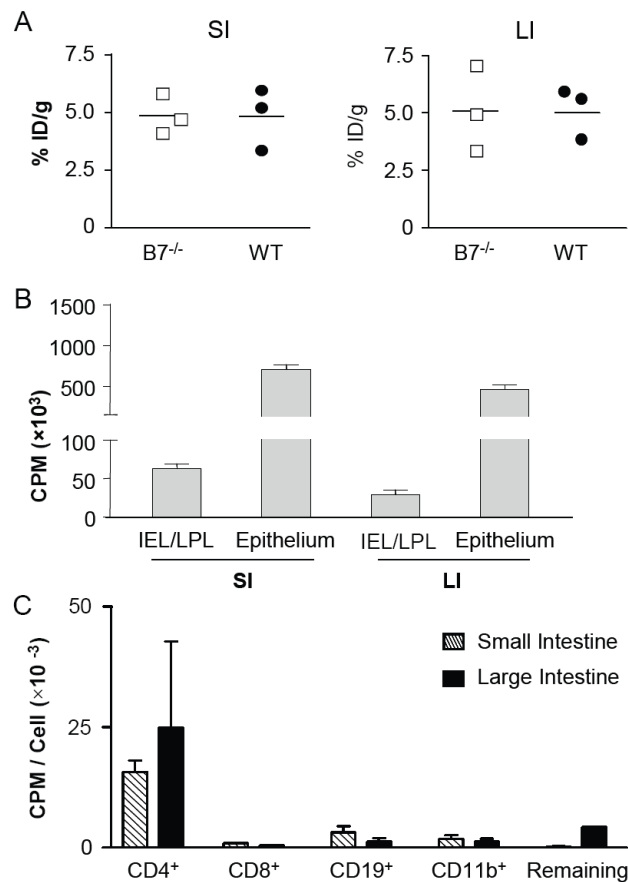 A
SI
LI
7.5
5.0
2.5
0
% ID/g
B7-/-
WT
7.5
5.0
2.5
0
% ID/g
B7-/-
WT
B
1500
1000
500
100
50
0
CPM (×10³)
IEL/LPL
Epithelium
IEL/LPL
Epithelium
SI
LI
C
50
25
0
CPM / Cell (×10 ⁻³)
Small Intestine
Large Intestine
CD4⁺
CD8⁺
CD19⁺
CD11b⁺
Remaining